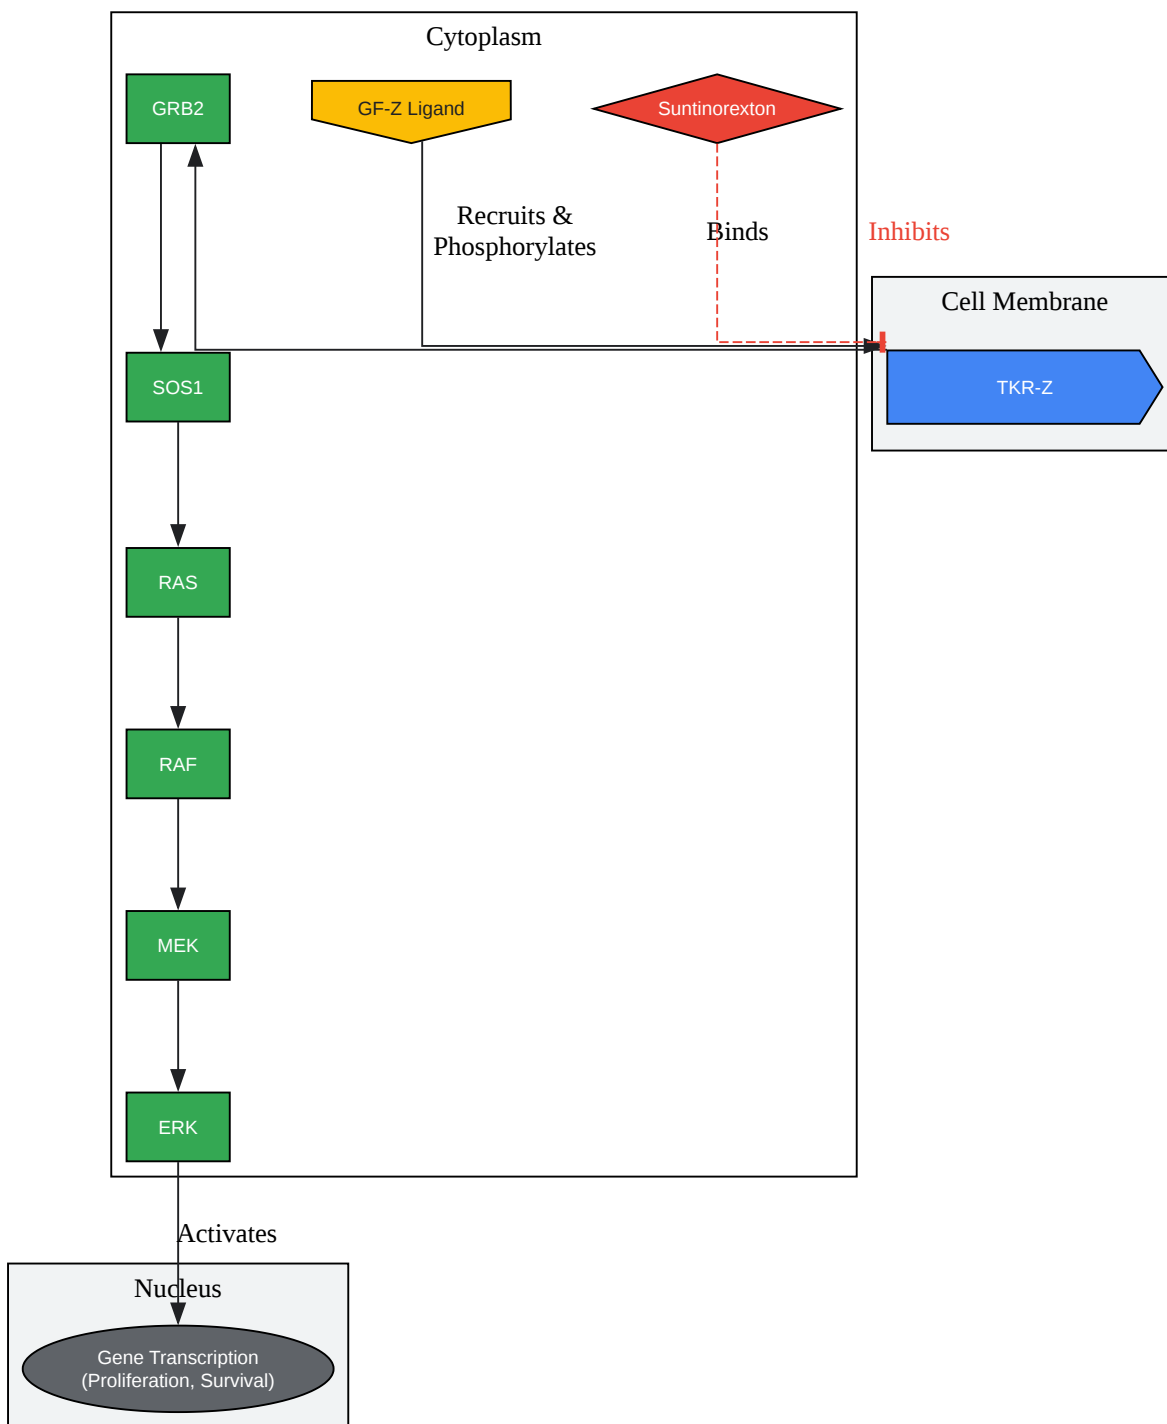 Cytoplasm
GRB2
GF-Z Ligand
Suntinorexton
Recruits &
Phosphorylates
Binds
Inhibits
Cell Membrane
SOS1
TKR-Z
RAS
RAF
MEK
ERK
Activates
Nucleus
Gene Transcription
(Proliferation, Survival)